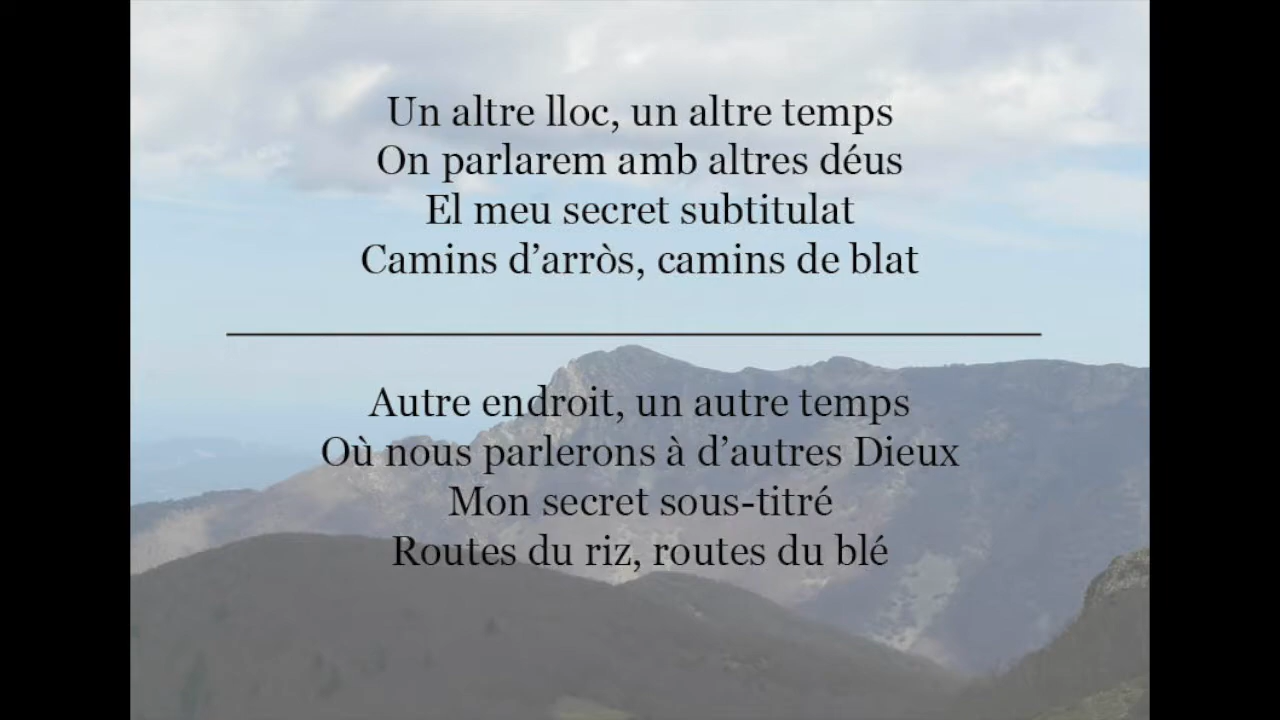 Un altre lloc, un altre temps
On parlarem amb altres déus
El meu secret subtitulat
Camins d’arròs, camins de blat
Autre endroit, un autre temps
Où nous parlerons à d’autres Dieux
Mon secret sous-titré
Routes du riz, routes du blé